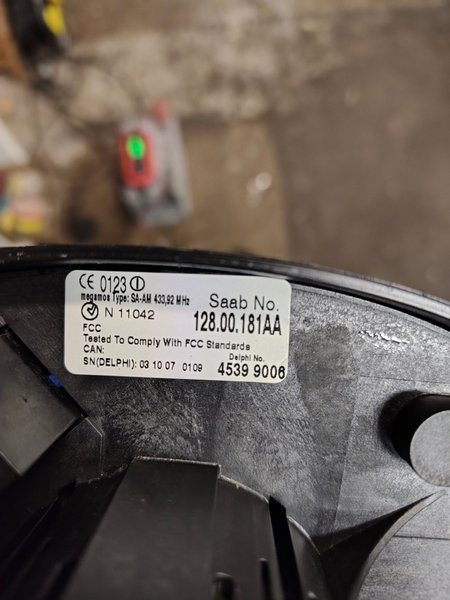 CE 0123
megamos Type: SA-AM 433,92 MHz
N 11042
FCC
Saab No.
128.00.181AA
Tested To Comply With FCC Standards
CAN:
Delphi No.
SN(DELPHI): 03 10 07 0109
4539 9006